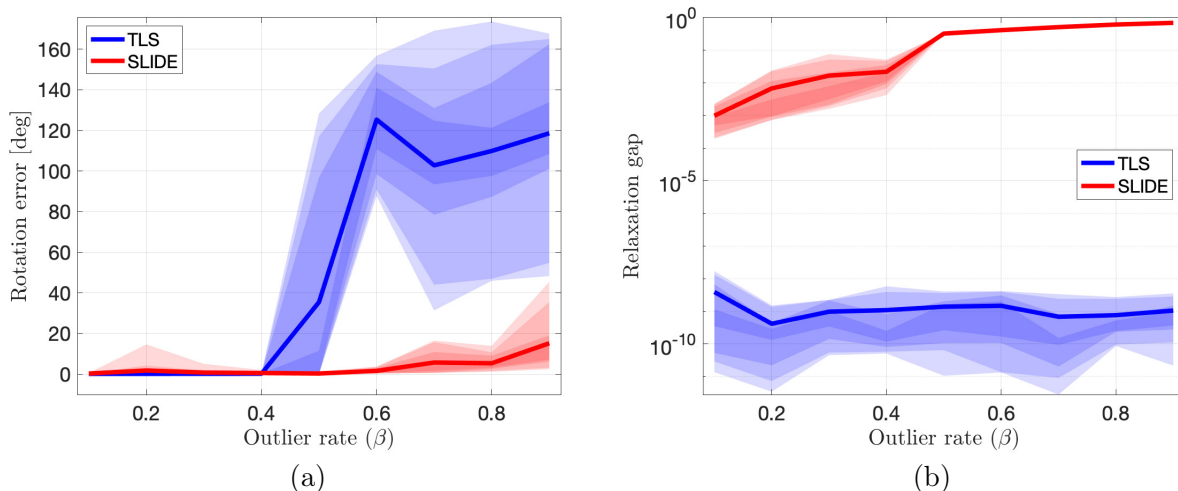 TLS
SLIDE
Rotation error [deg]
160
140
120
100
80
60
40
20
0
0.2
0.4
0.6
0.8
Outlier rate (β)
(a)
TLS
SLIDE
Relaxation gap
10^0
10^-5
10^-10
0.2
0.4
0.6
0.8
Outlier rate (β)
(b)